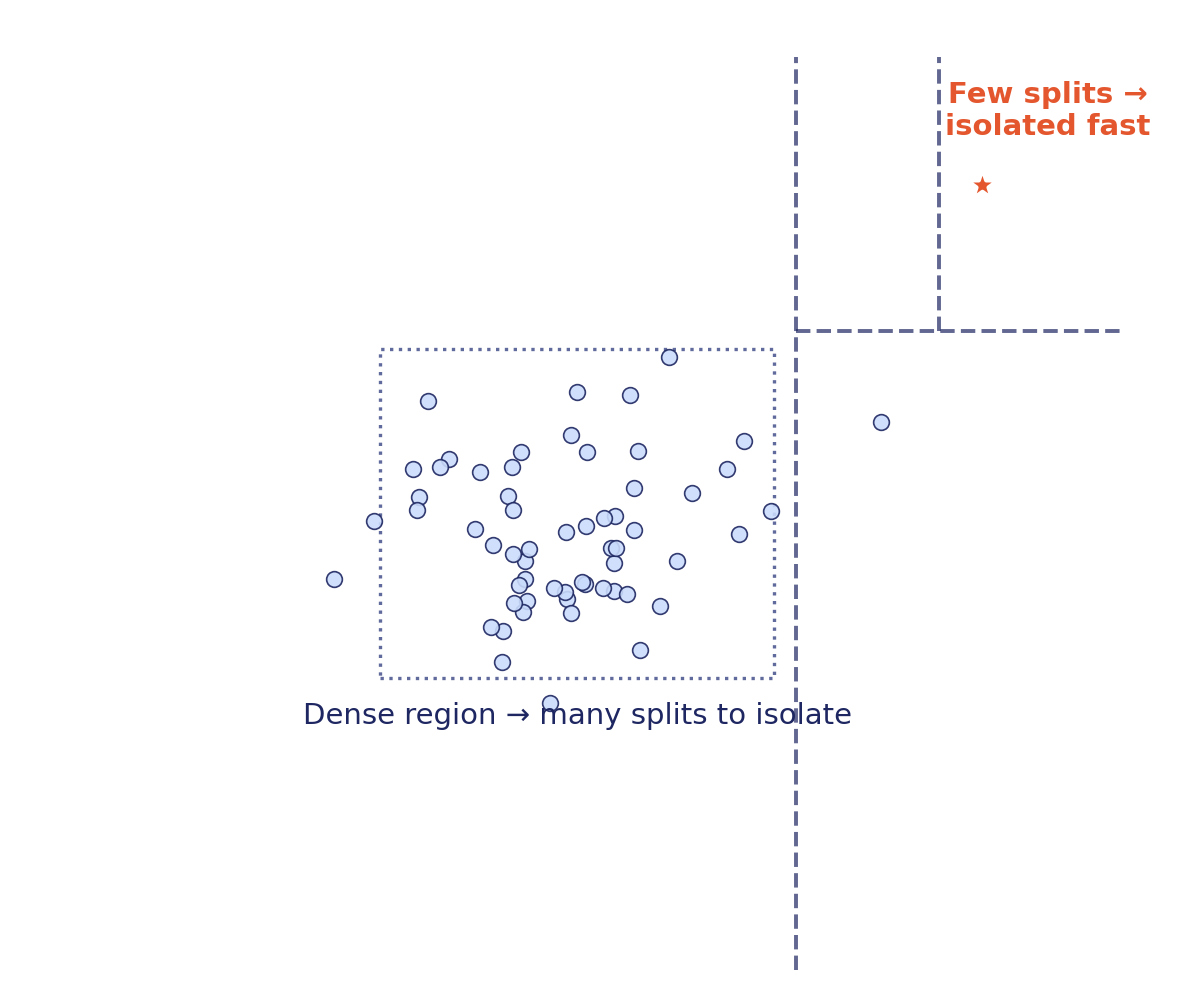 Few splits →
isolated fast
Dense region → many splits to isolate